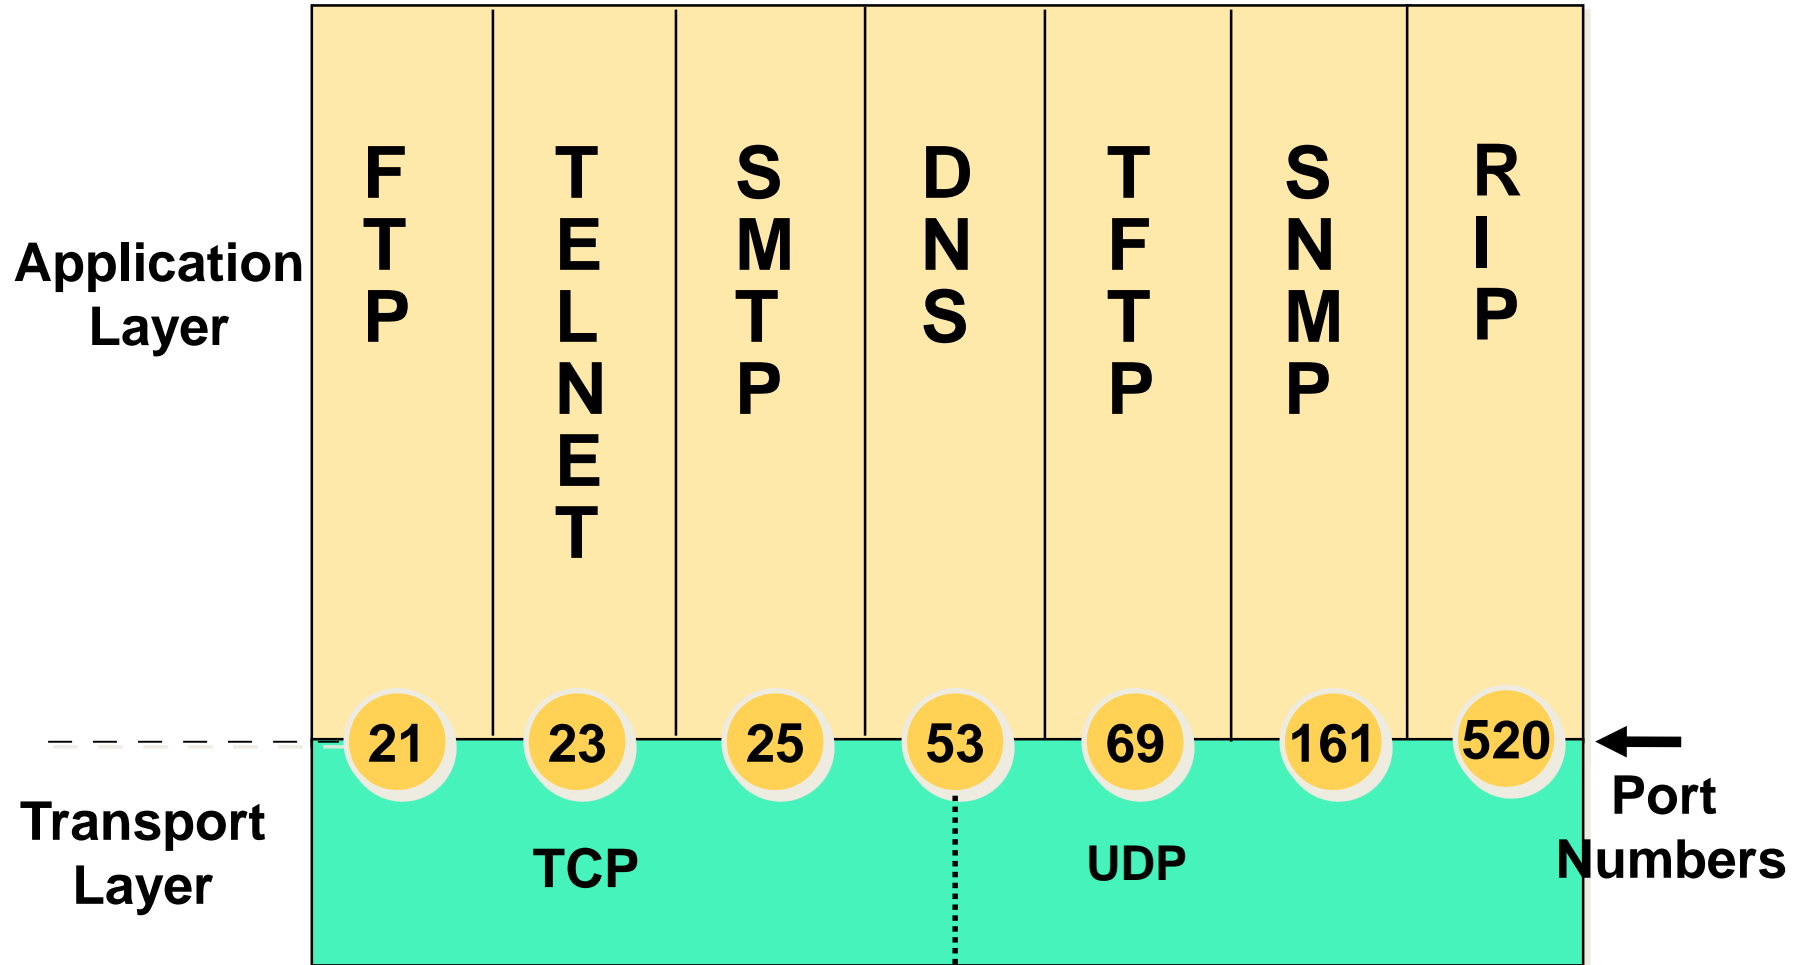 Application
Layer
FTP
TELNET
SMTP
DNS
TFTP
SNMP
RIP
21
23
25
53
69
161
520
Port
Numbers
Transport
Layer
TCP
UDP